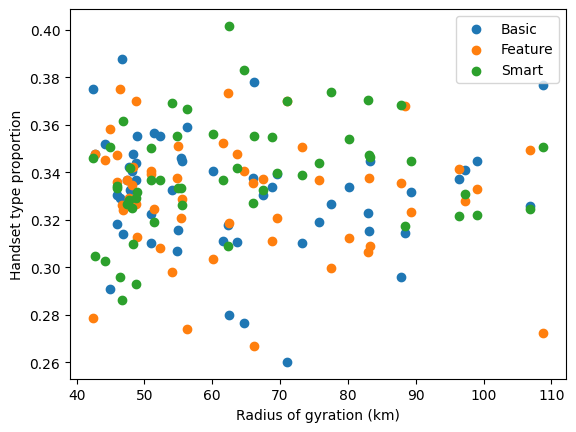 Basic
Feature
Smart
0.40
0.38
0.36
0.34
0.32
0.30
0.28
0.26
Handset type proportion
40 50 60 70 80 90 100 110
Radius of gyration (km)